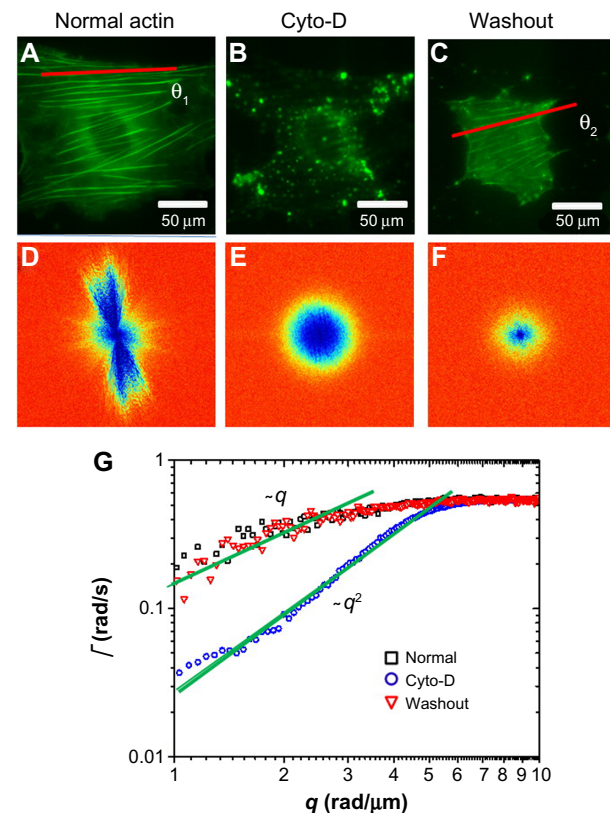 Normal actin Cyto-D Washout
A B C
θ1 θ2
50 μm 50 μm 50 μm
D E F
G
1
~q
~q2
0.1
Γ (rad/s)
Normal
Cyto-D
Washout
0.01
1 2 3 4 5 6 7 8 9 10
q (rad/μm)